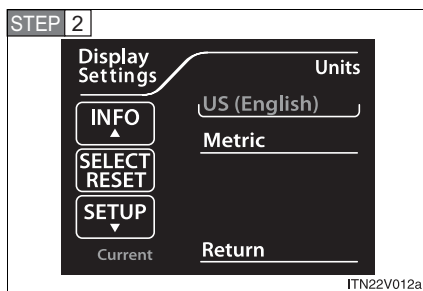 STEP 2
Display
Settings
Units
INFO
SELECT
RESET
SETUP
Current
US (English)
Metric
Return
ITN22V012a